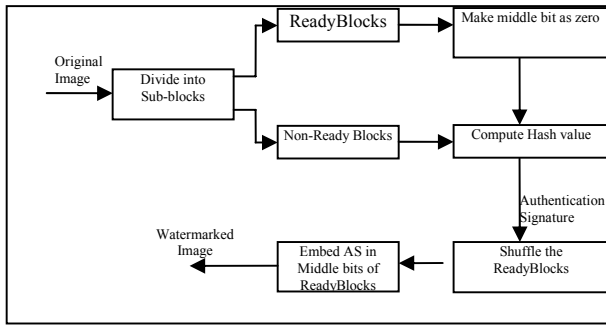 ReadyBlocks
Make middle bit as zero
Original
Image
Divide into
Sub-blocks
Non-Ready Blocks
Compute Hash value
Authentication
Signature
Watermarked
Image
Embed AS in
Middle bits of
ReadyBlocks
Shuffle the
ReadyBlocks